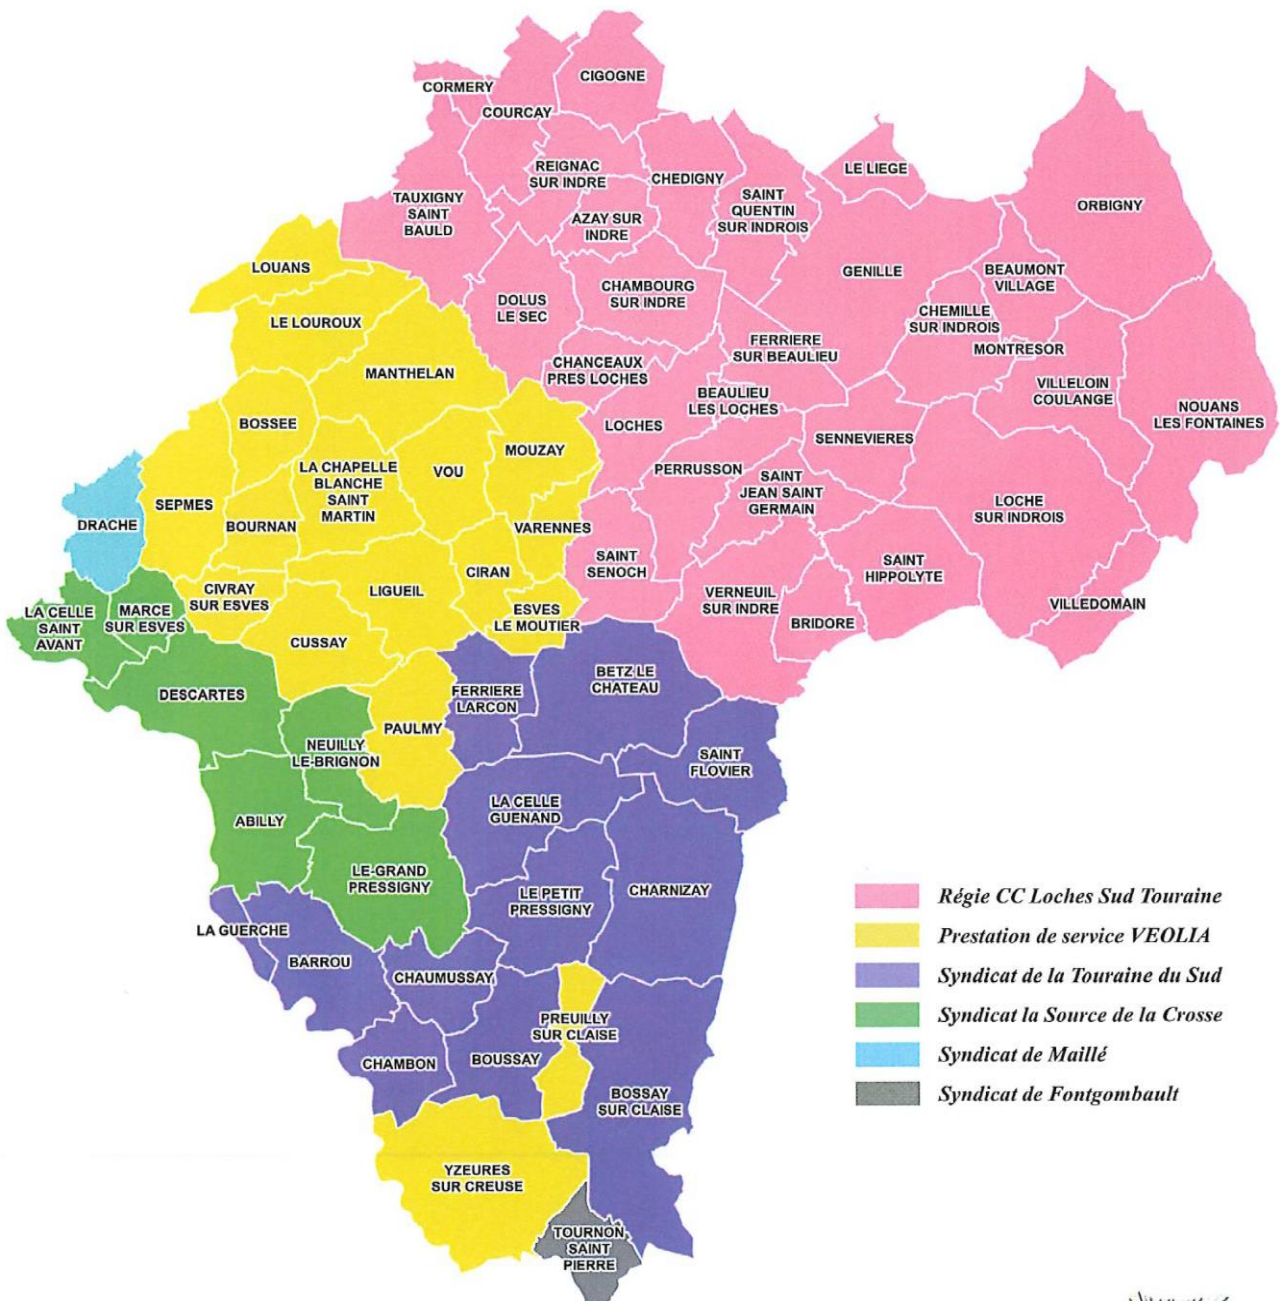 CIGOGNE
CORMERY
COURCAY
REIGNAC
SUR INDRE
CHEDIGNY
LE LIEGE
TAUXIGNY
SAINT
BAULD
AZAY SUR
INDRE
SAINT
QUENTIN
SUR INDROIS
ORBIGNY
LOUANS
GENILLE
BEAUMONT
VILLAGE
CHAMBOURG
SUR INDRE
DOLUS
LE SEC
LE LOUROUX
CHEMILLE
SUR INDROIS
FERRIERE
SUR BEAULIEU
MONTRESOR
MANTHELAN
CHANCEAUX
PRES LOCHES
BEAULIEU
LES LOCHES
VILLELOIN
COULANGE
NOUANS
LES FONTAINES
BOSSEE
LOCHES
SENNEVIERES
MOUZAY
VOU
LA CHAPELLE
BLANCHE
SAINT
MARTIN
PERRUSSON
SAINT
JEAN SAINT
GERMAIN
LOCHE
SUR INDROIS
SEPMES
DRACHE
BOURNAN
VARENNES
SAINT
SENOCH
CIRAN
LIGUEIL
CIVRAY
SUR ESVES
SAINT
HIPPOLYTE
VERNEUIL
SUR INDRE
VILLEDOMAIN
BRIDORE
LA CELLE
SAINT
AVANT
MARCE
SUR ESVES
ESVES
LE MOUTIER
CUSSAY
BETZ LE
CHATEAU
DESCARTES
FERRIERE
LARCON
PAULMY
NEUILLY
LE-BRIGNON
SAINT
FLOVIER
LA CELLE
GUENAND
ABILLY
LE-GRAND
PRESSIGNY
LE PETIT
PRESSIGNY
CHARNIZAY
LA GUERCHE
BARROU
CHAUMUSSAY
PREUILLY
SUR CLAISE
CHAMBON
BOUSSAY
BOSSAY
SUR CLAISE
YZEURES
SUR CREUSE
TOURNON
SAINT
PIERRE
Régie CC Loches Sud Touraine
Prestation de service VEOLIA
Syndicat de la Touraine du Sud
Syndicat la Source de la Crosse
Syndicat de Maillé
Syndicat de Fontgombault